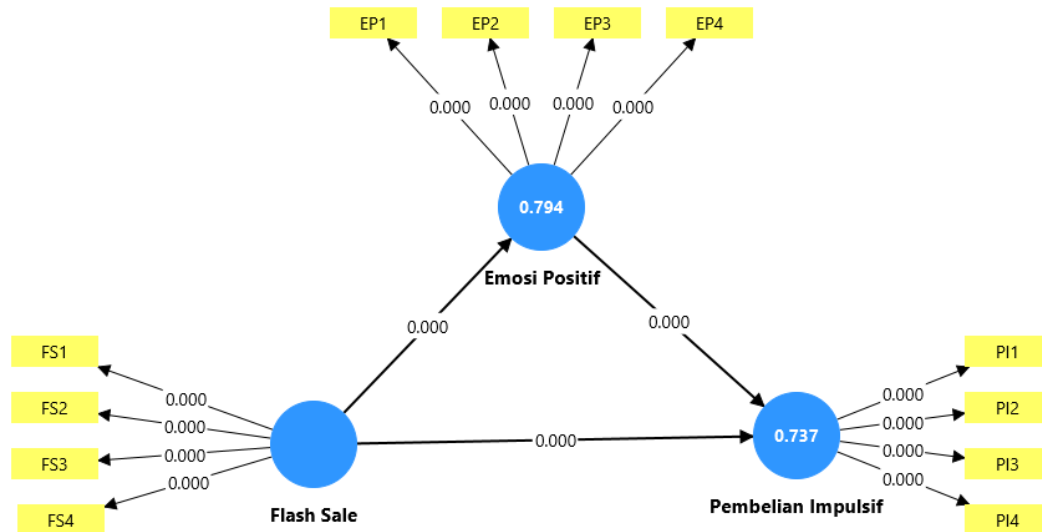 EP1 EP2 EP3 EP4
0.000 0.000 0.000 0.000
0.794
Emosi Positif
0.000 0.000
FS1
0.000
FS2
0.000
FS3
0.000
FS4
0.000
Flash Sale
0.000
0.737
Pembelian Impulsif
PI1
0.000
PI2
0.000
PI3
0.000
PI4
0.000